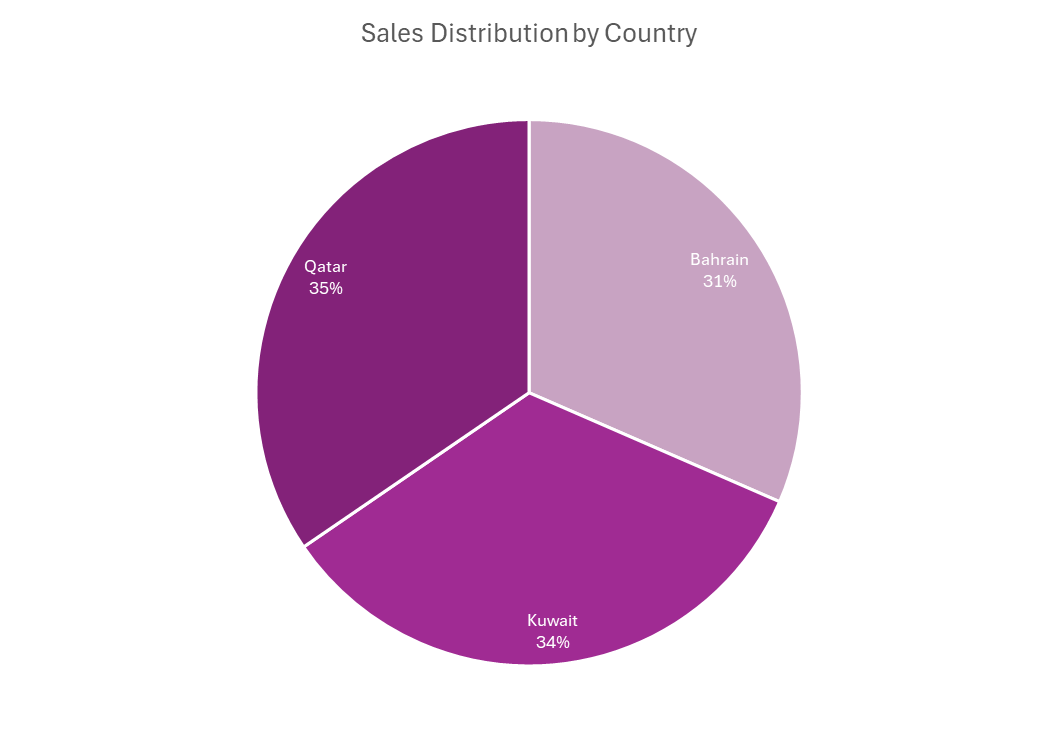 Sales Distribution by Country
Qatar
35%
Bahrain
31%
Kuwait
34%